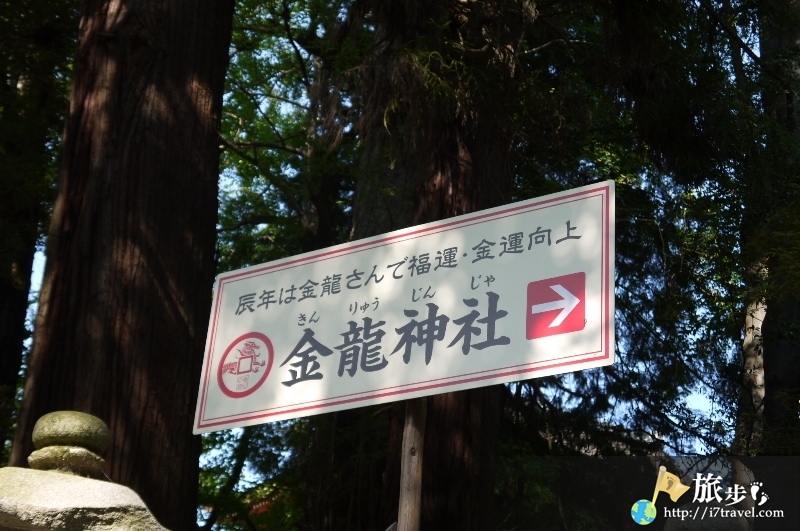 辰年は金龍さんで福運・金運向上
きん りゅう じん じゃ
金龍神社
旅步
http://i7travel.com